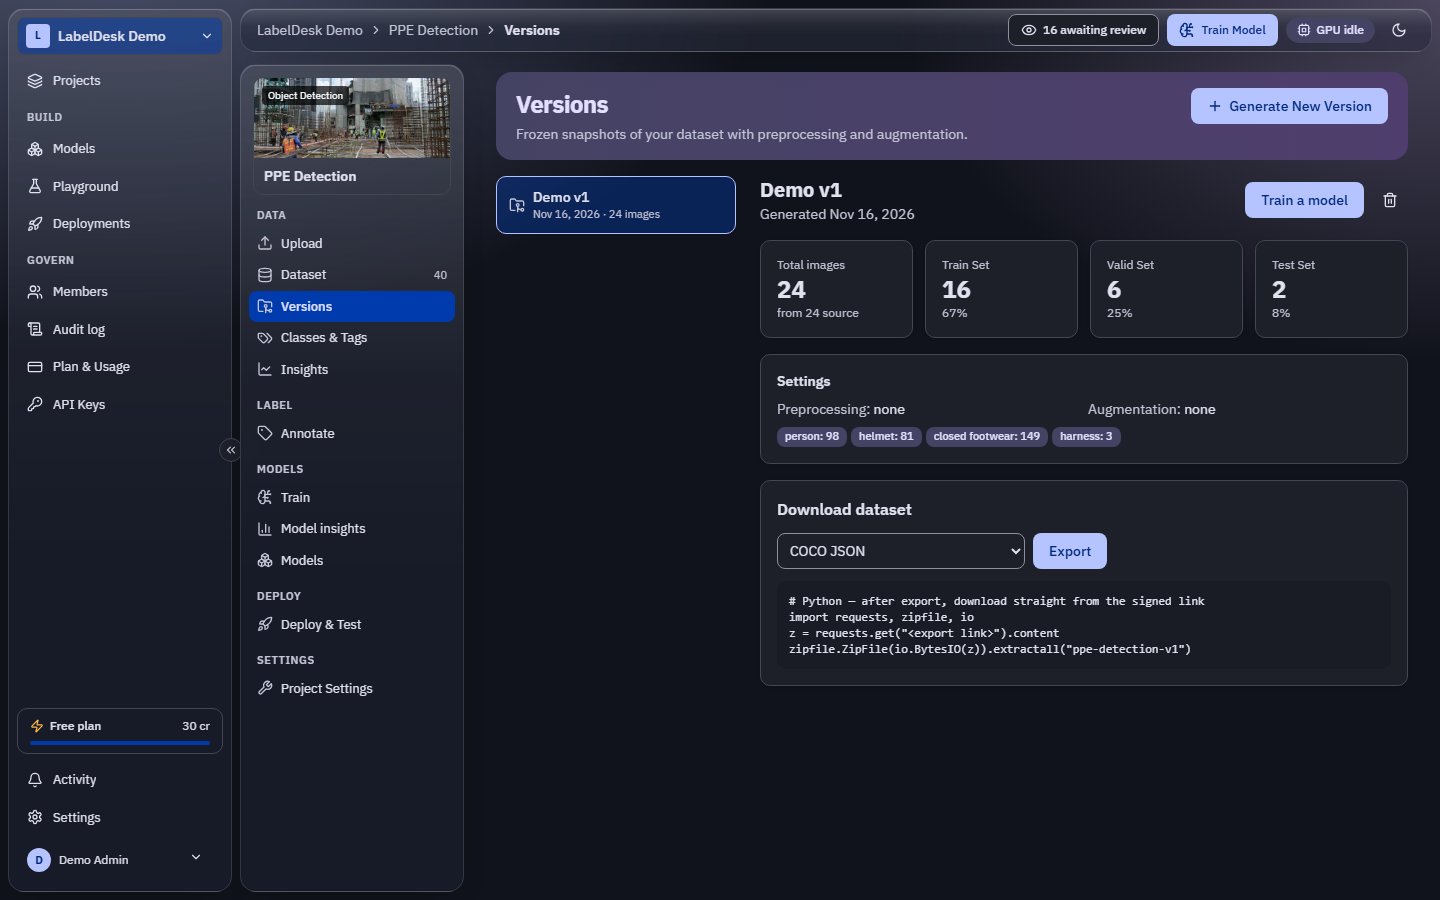 L LabelDesk Demo
Projects
BUILD
Models
Playground
Deployments
GOVERN
Members
Audit log
Plan & Usage
API Keys
Free plan 30 cr
Activity
Settings
D Demo Admin
LabelDesk Demo > PPE Detection > Versions
16 awaiting review
Train Model
GPU idle
Object Detection
PPE Detection
DATA
Upload
Dataset 40
Versions
Classes & Tags
Insights
LABEL
Annotate
MODELS
Train
Model insights
Models
DEPLOY
Deploy & Test
SETTINGS
Project Settings
Versions
Frozen snapshots of your dataset with preprocessing and augmentation.
+ Generate New Version
Demo v1
Nov 16, 2026 · 24 images
Demo v1
Generated Nov 16, 2026
Train a model
Total images
24
from 24 source
Train Set
16
67%
Valid Set
6
25%
Test Set
2
8%
Settings
Preprocessing: none Augmentation: none
person: 98 helmet: 81 closed footwear: 149 harness: 3
Download dataset
COCO JSON Export
# Python — after export, download straight from the signed link
import requests, zipfile, io
z = requests.get("<export link>").content
zipfile.ZipFile(io.BytesIO(z)).extractall("ppe-detection-v1")